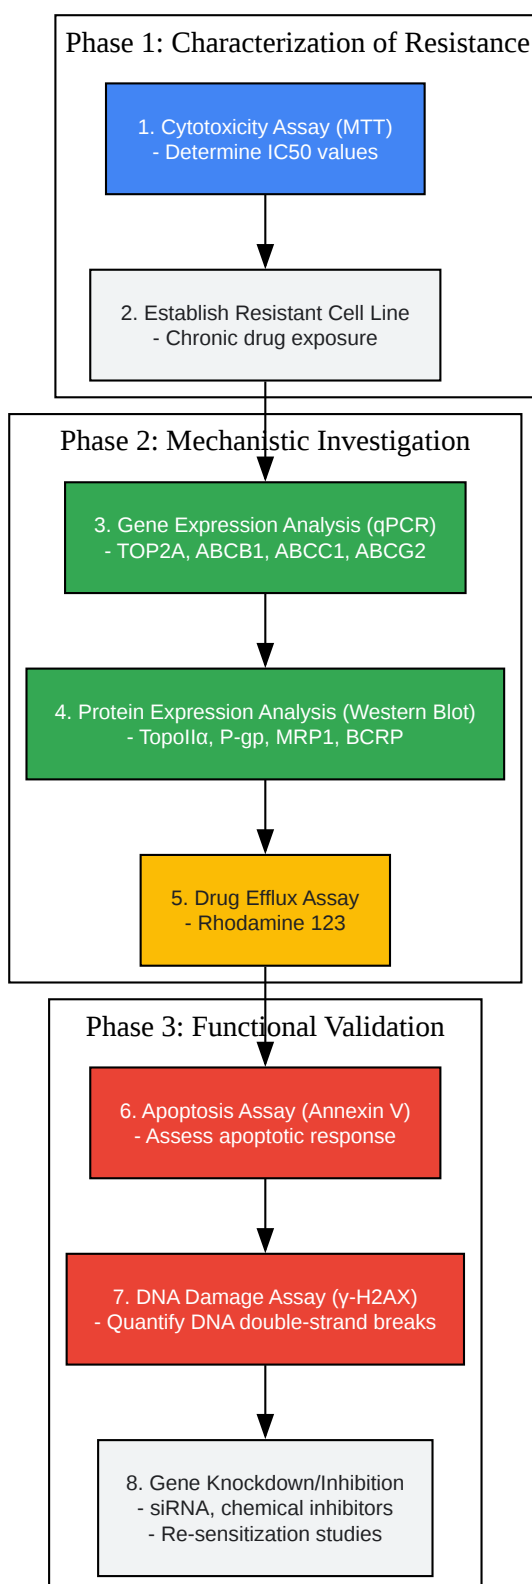 Phase 1: Characterization of Resistance
1. Cytotoxicity Assay (MTT)
- Determine IC50 values
2. Establish Resistant Cell Line
- Chronic drug exposure
Phase 2: Mechanistic Investigation
3. Gene Expression Analysis (qPCR)
- TOP2A, ABCB1, ABCC1, ABCG2
4. Protein Expression Analysis (Western Blot)
- TopoIIα, P-gp, MRP1, BCRP
5. Drug Efflux Assay
- Rhodamine 123
Phase 3: Functional Validation
6. Apoptosis Assay (Annexin V)
- Assess apoptotic response
7. DNA Damage Assay (γ-H2AX)
- Quantify DNA double-strand breaks
8. Gene Knockdown/Inhibition
- siRNA, chemical inhibitors
- Re-sensitization studies